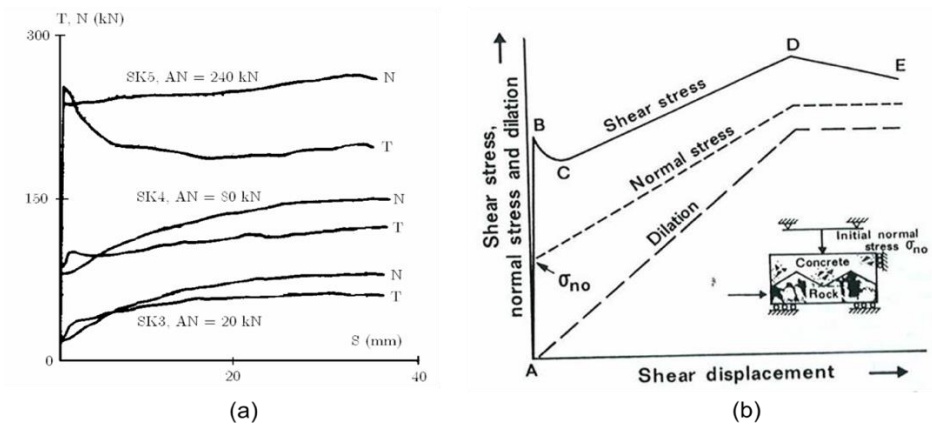 T, N (kN)
300
SK5, AN = 240 kN
N
T
150
SK4, AN = 80 kN
N
T
N
T
SK3, AN = 20 kN
S (mm)
0
20
40
(a)
Shear stress,
normal stress and dilation
B
C
D
E
Shear stress
Normal stress
Dilation
σno
Initial normal
stress σno
Concrete
Rock
A
Shear displacement
(b)